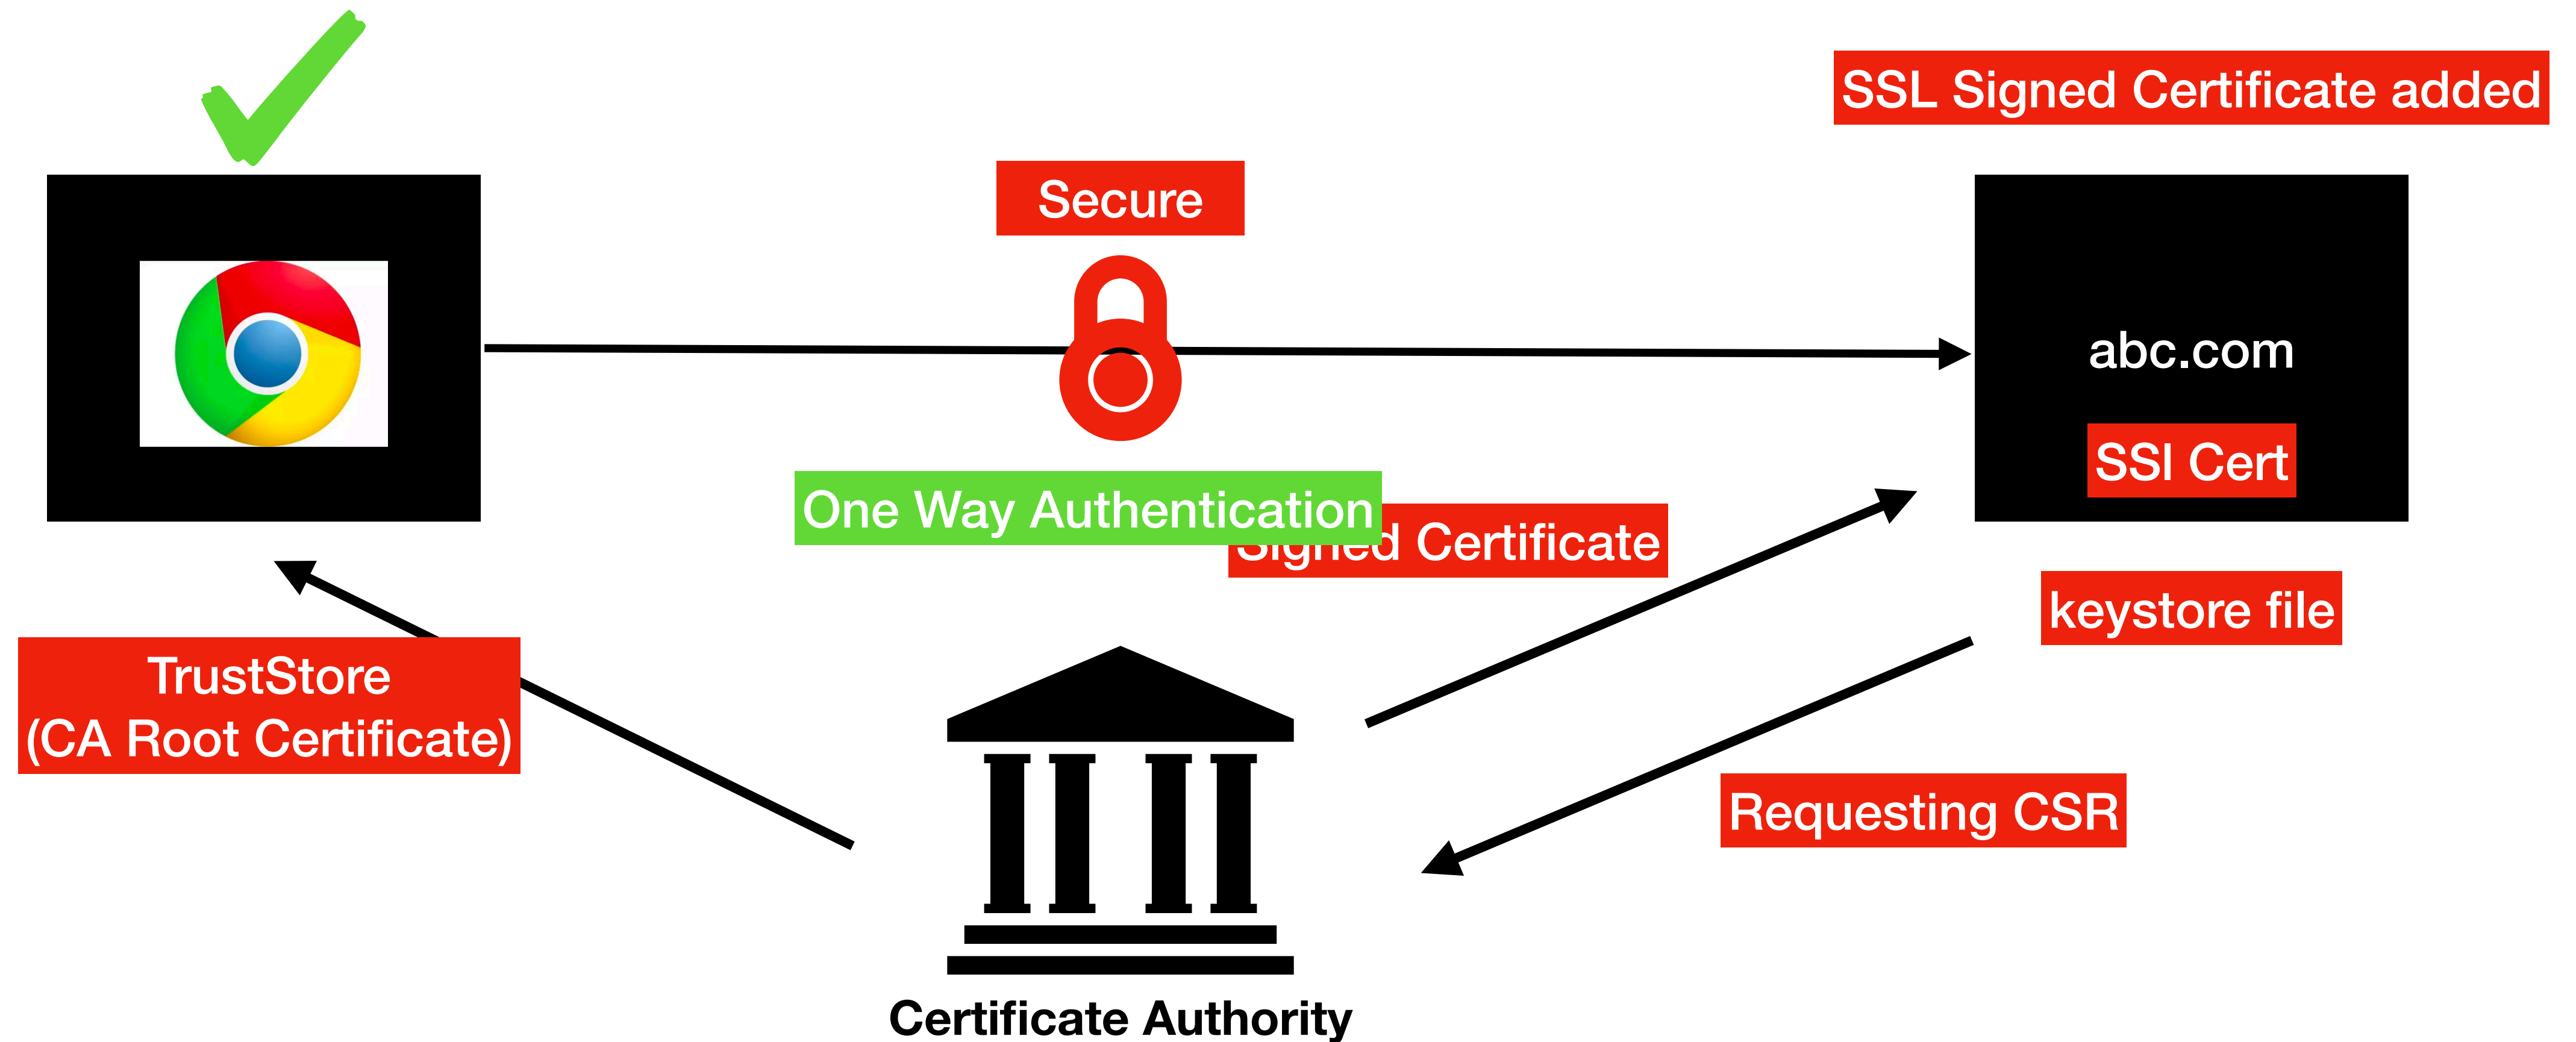 SSL Signed Certificate added
Secure
abc.com
SSl Cert
One Way Authentication
Signed Certificate
keystore file
TrustStore
(CA Root Certificate)
Requesting CSR
Certificate Authority